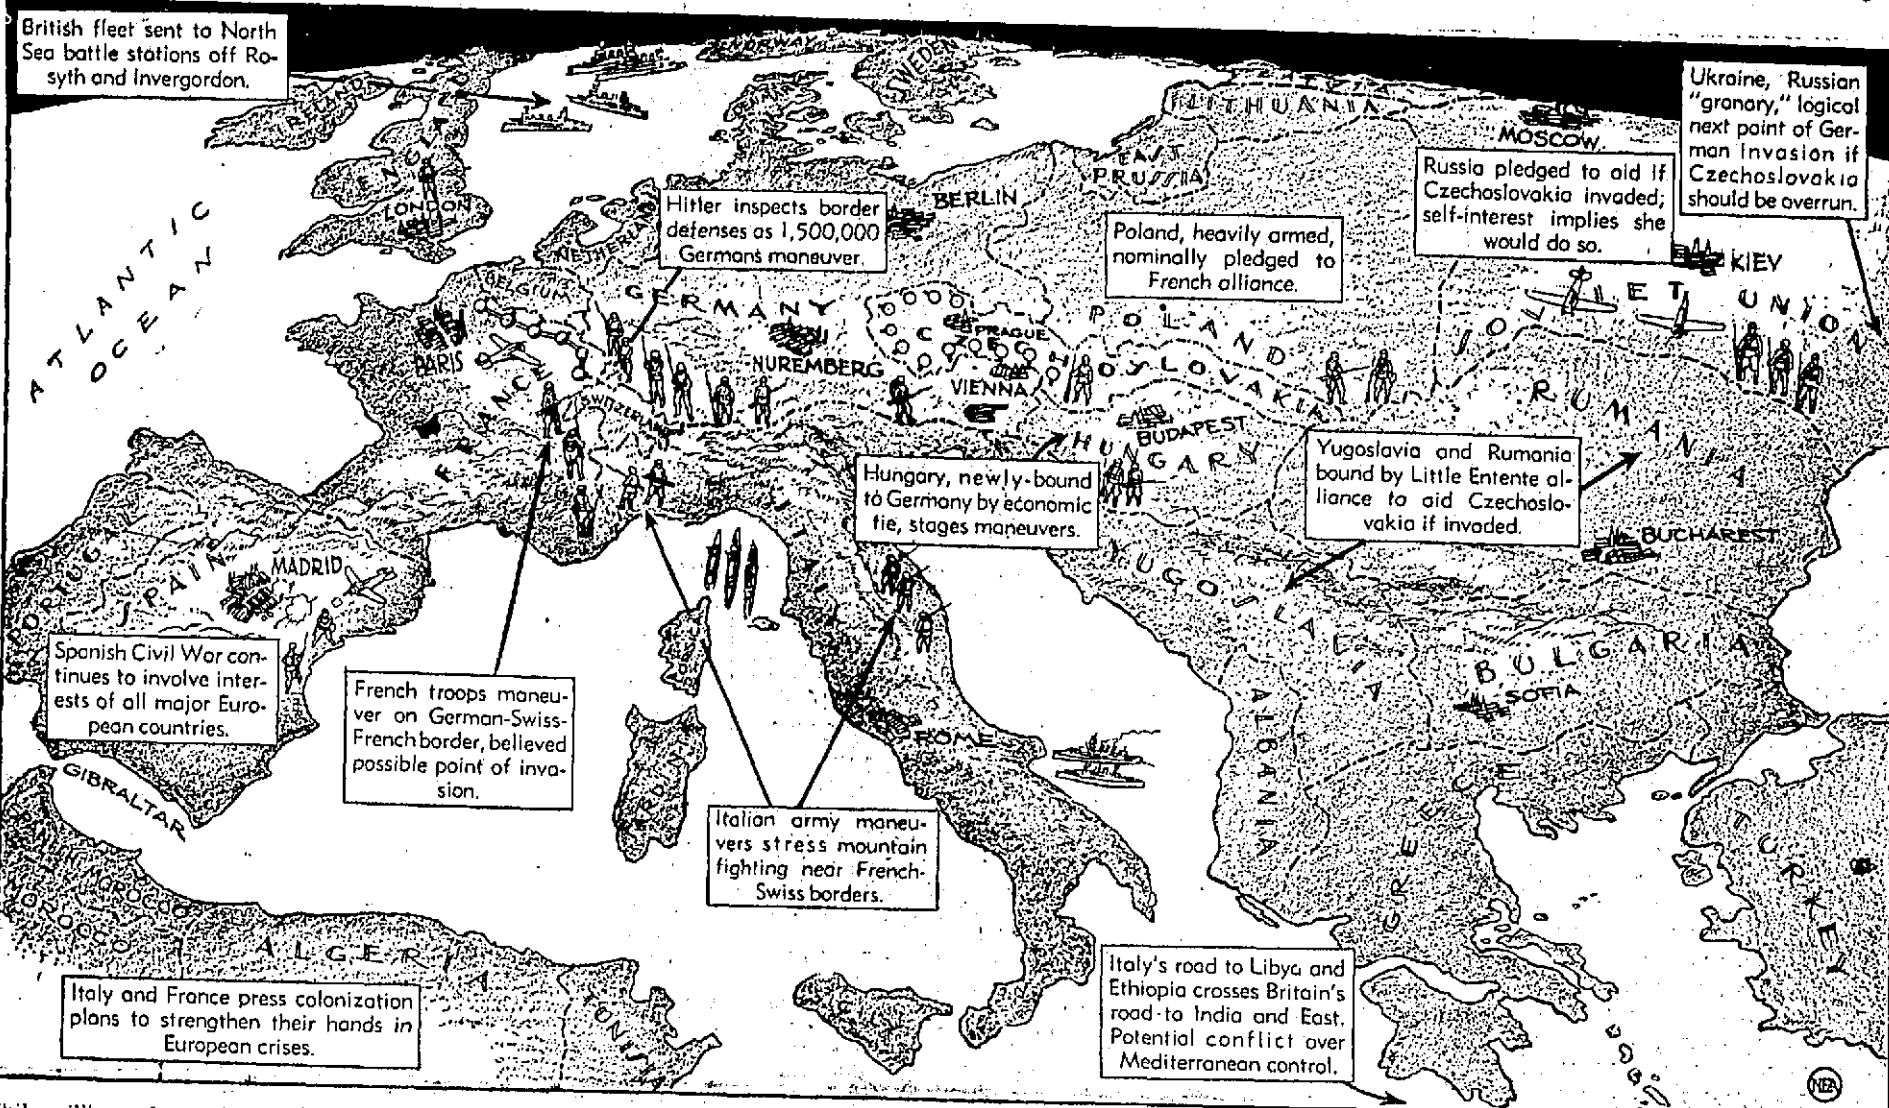 British fleet sent to North
Sea battle stations off Ro-
syth and Invergordon.
Ukraine, Russian
"granary," logical
next point of Ger-
man invasion if
Czechoslovakia
should be overrun.
Russia pledged to aid if
Czechoslovakia invaded;
self-interest implies she
would do so.
Hitler inspects border
defenses as 1,500,000
Germans maneuver.
Poland, heavily armed,
nominally pledged to
French alliance.
Hungary, newly-bound
to Germany by economic
tie, stages maneuvers.
Yugoslavia and Rumania
bound by Little Entente al-
liance to aid Czechoslo-
vakia if invaded.
Spanish Civil War con-
tinues to involve inter-
ests of all major Euro-
pean countries.
French troops maneu-
ver on German-Swiss-
French border, believed
possible point of inva-
sion.
Italian army maneu-
vers stress mountain
fighting near French-
Swiss borders.
Italy and France press colonization
plans to strengthen their hands in
European crises.
Italy's road to Libya and
Ethiopia crosses Britain's
road to India and East.
Potential conflict over
Mediterranean control.
NORWAY
SWEDEN
IRELAND
ENGLAND
LONDON
LITHUANIA
MOSCOW
EAST
PRUSSIA
BERLIN
ATLANTIC
OCEAN
NETHERLAND
BELGIUM
GERMANY
POLAND
KIEV
SOVIET UNION
PARIS
FRANCE
NUREMBERG
PRAGUE
CZECHOSLOVAKIA
VIENNA
SWITZERLAND
RUMANIA
HUNGARY
BUDAPEST
BUCHAREST
PORTUGAL
SPAIN
MADRID
ITALY
YUGOSLAVIA
BULGARIA
SOFIA
ALBANIA
ROME
SARDINIA
GIBRALTAR
GREECE
TURKEY
SPANISH MOROCCO
MOROCCO
ALGERIA
TUNISIA
NEA